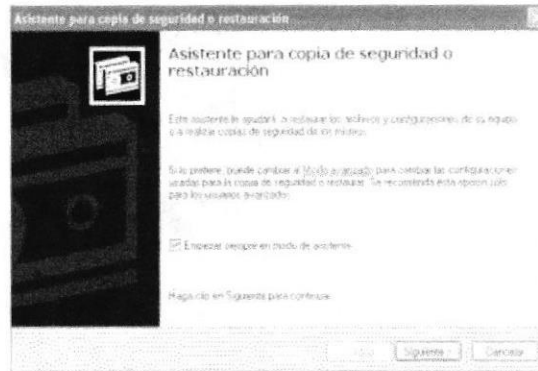 Asistente para copia de seguridad o restauración
Asistente para copia de seguridad o
restauración
Este asistente le ayudará a restaurar los archivos y configuraciones de su equipo
o a realizar copias de seguridad de los mismos.
Si lo prefiere, puede cambiar al Modo avanzado para cambiar las configuraciones
usadas para la copia de seguridad o restaurar. Se recomienda esta opción sólo
para los usuarios avanzados.
Empezar siempre en modo de asistente
Haga clic en Siguiente para continuar.
Siguiente >
Cancelar